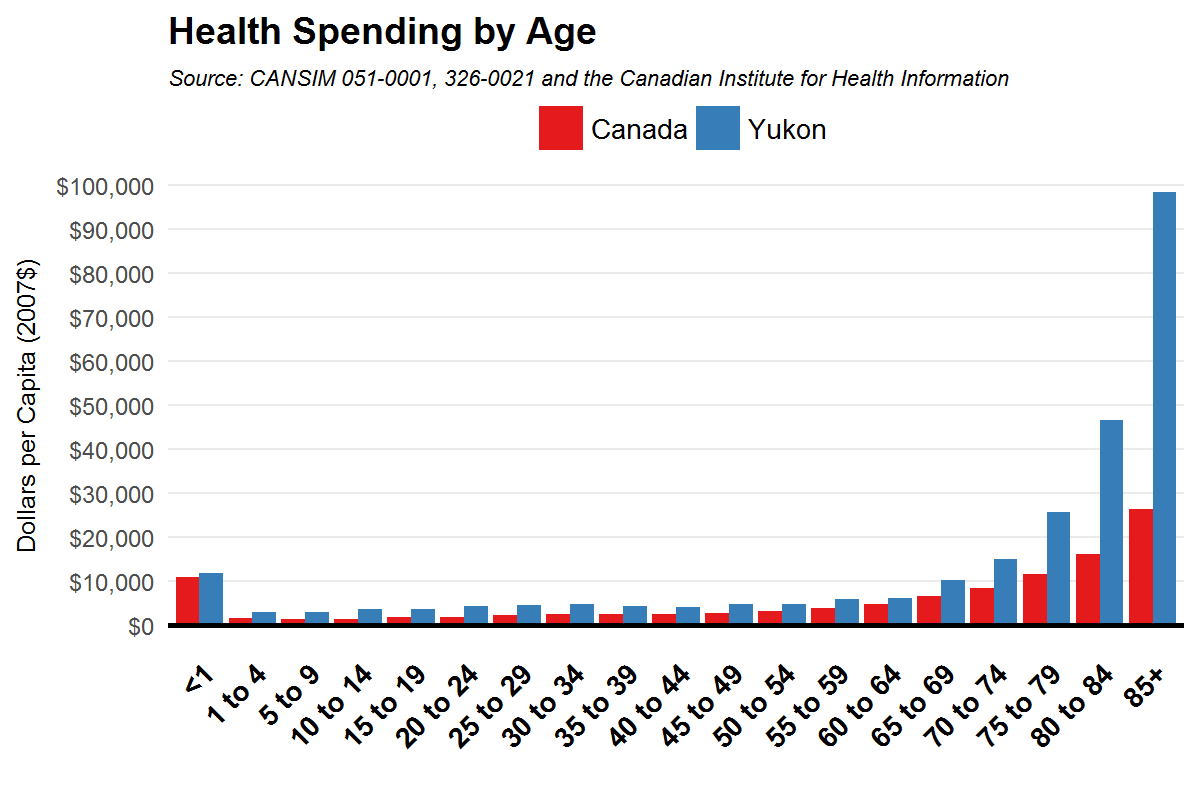 Health Spending by Age
Source: CANSIM 051-0001, 326-0021 and the Canadian Institute for Health Information
Canada
Yukon
Dollars per Capita (2007$)
$100,000
$90,000
$80,000
$70,000
$60,000
$50,000
$40,000
$30,000
$20,000
$10,000
$0
<1
1 to 4
5 to 9
10 to 14
15 to 19
20 to 24
25 to 29
30 to 34
35 to 39
40 to 44
45 to 49
50 to 54
55 to 59
60 to 64
65 to 69
70 to 74
75 to 79
80 to 84
85+